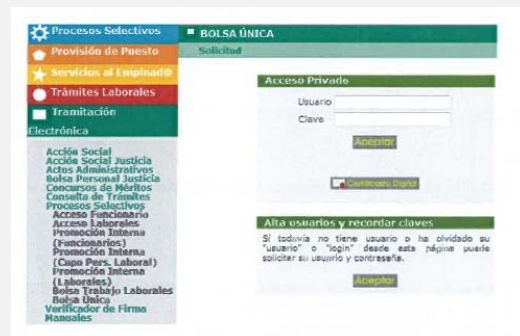 Procesos Selectivos
Provisión de Puesto
Servicios al Emplead@
Trámites Laborales
Tramitación
Electrónica
Acción Social
Acción Social Justicia
Actos Administrativos
Bolsa Personal Justicia
Concursos de Méritos
Consulta de Trámites
Procesos Selectivos
Acceso Funcionario
Acceso Laborales
Promoción Interna
(Funcionarios)
Promoción Interna
(Cupo Pers. Laboral)
Promoción Interna
(Laborales)
Bolsa Trabajo Laborales
Bolsa Única
Verificador de Firma
Manuales
BOLSA ÚNICA
Solicitud
Acceso Privado
Usuario
Clave
Aceptar
Certificado Digital
Alta usuarios y recordar claves
Si todavía no tiene usuario o ha olvidado su
"usuario" o "login" desde esta página puede
solicitar su usuario y contraseña.
Aceptar